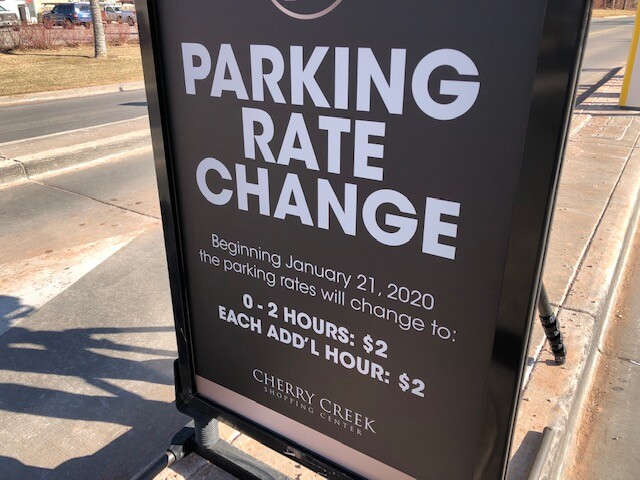 PARKING
RATE
CHANGE
Beginning January 21, 2020
the parking rates will change to:
0 - 2 HOURS: $2
EACH ADD'L HOUR: $2
CHERRY CREEK
SHOPPING CENTER